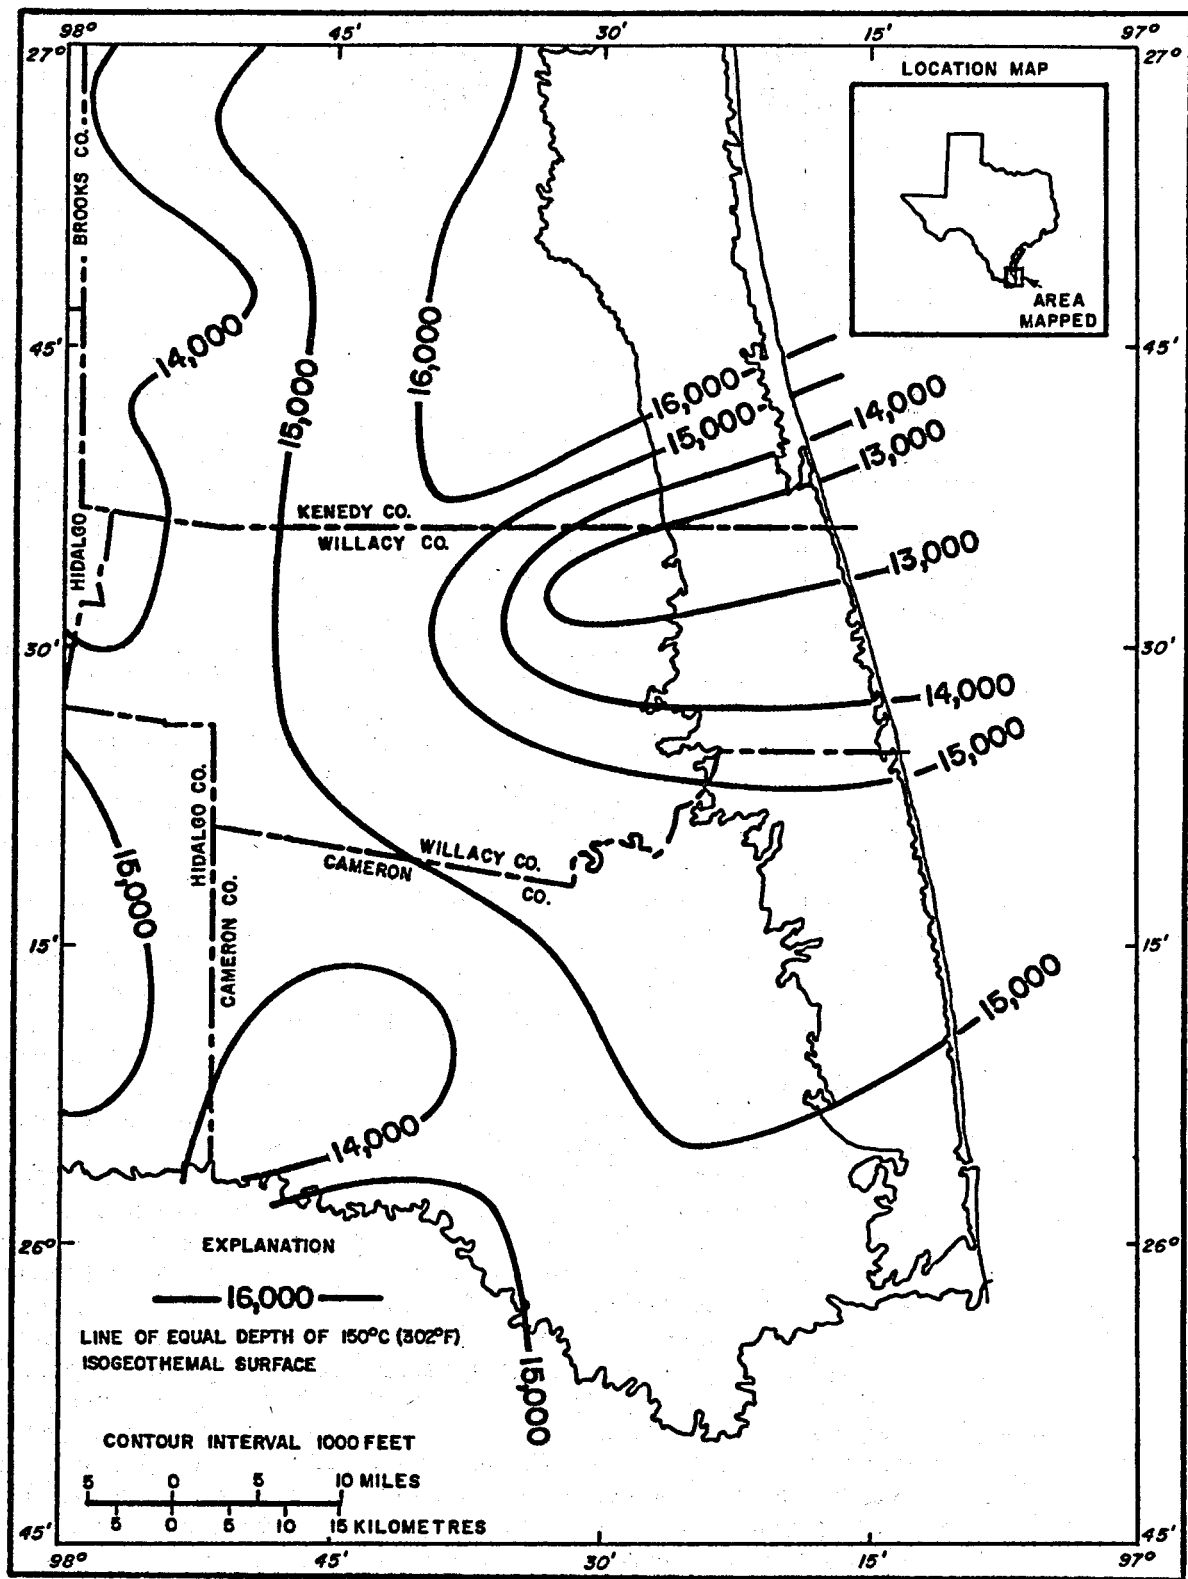 98° 45' 30' 15' 97°
27° 27°
LOCATION MAP
AREA
MAPPED
BROOKS CO.
HIDALGO
14,000
15,000
16,000
45' 45'
16,000
15,000
14,000
13,000
KENEDY CO.
WILLACY CO.
13,000
30' 30'
14,000
15,000
HIDALGO CO.
CAMERON CO.
WILLACY CO.
CAMERON CO.
15,000
15' 15'
15,000
14,000
26° 26°
EXPLANATION
16,000
LINE OF EQUAL DEPTH OF 150°C (302°F)
ISOGEOTHEMAL SURFACE
15,000
CONTOUR INTERVAL 1000 FEET
5 0 5 10 MILES
5 0 5 10 15 KILOMETRES
45' 45'
98° 45' 30' 15' 97°